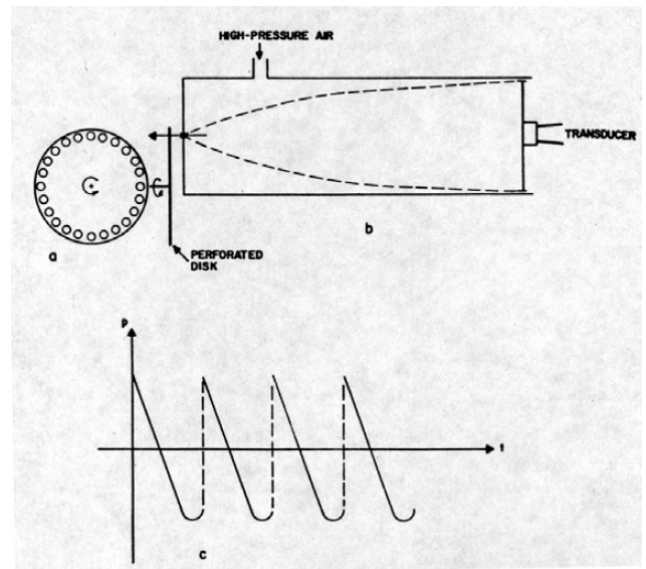 HIGH-PRESSURE AIR
TRANSDUCER
a
b
PERFORATED
DISK
P
t
c